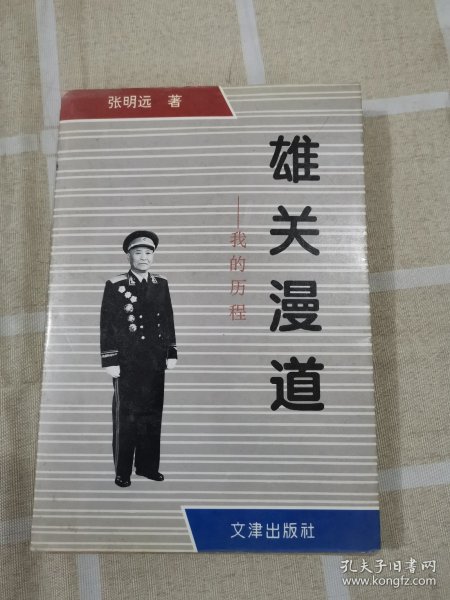 张明远 著
雄关漫道
——我的历程
文津出版社
孔夫子旧书网
www.kongfz.com